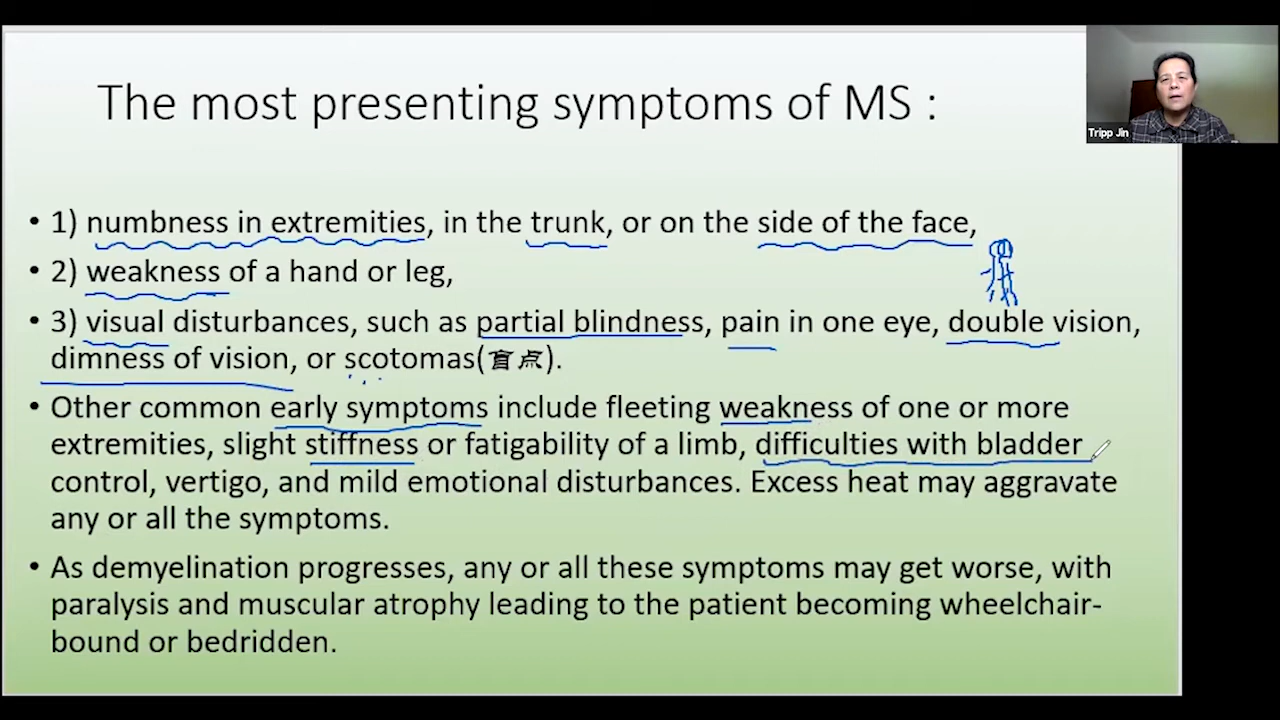 The most presenting symptoms of MS :
Tripp Jin
• 1) numbness in extremities, in the trunk, or on the side of the face,
• 2) weakness of a hand or leg,
• 3) visual disturbances, such as partial blindness, pain in one eye, double vision,
dimness of vision, or scotomas(盲点).
• Other common early symptoms include fleeting weakness of one or more
extremities, slight stiffness or fatigability of a limb, difficulties with bladder
control, vertigo, and mild emotional disturbances. Excess heat may aggravate
any or all the symptoms.
• As demyelination progresses, any or all these symptoms may get worse, with
paralysis and muscular atrophy leading to the patient becoming wheelchair-
bound or bedridden.